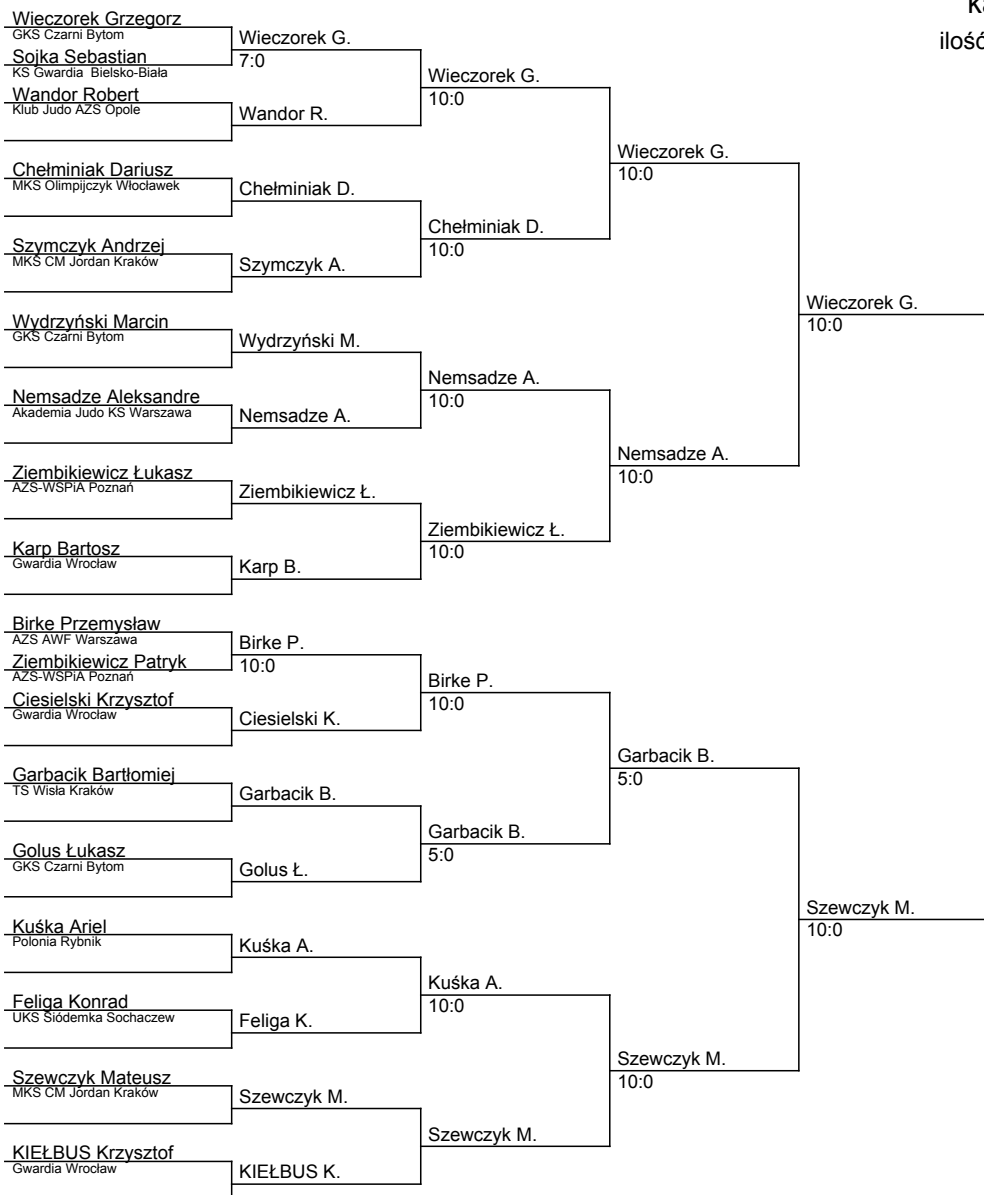 Wieczorek Grzegorz
GKS Czarni Bytom
Sojka Sebastian
KS Gwardia Bielsko-Biała
Wandor Robert
Klub Judo AZS Opole
Chełminiak Dariusz
MKS Olimpijczyk Włocławek
Szymczyk Andrzej
MKS CM Jordan Kraków
Wydrzyński Marcin
GKS Czarni Bytom
Nemsadze Aleksandre
Akademia Judo KS Warszawa
Ziembikiewicz Łukasz
AZS-WSPiA Poznań
Karp Bartosz
Gwardia Wrocław
Birke Przemysław
AZS AWF Warszawa
Ziembikiewicz Patryk
AZS-WSPiA Poznań
Ciesielski Krzysztof
Gwardia Wrocław
Garbacik Bartłomiej
TS Wisła Kraków
Golus Łukasz
GKS Czarni Bytom
Kuśka Ariel
Polonia Rybnik
Feliga Konrad
UKS Siódemka Sochaczew
Szewczyk Mateusz
MKS CM Jordan Kraków
KIEŁBUS Krzysztof
Gwardia Wrocław
Wieczorek G.
7:0
Wandor R.
Chełminiak D.
Szymczyk A.
Wydrzyński M.
Nemsadze A.
Ziembikiewicz Ł.
Karp B.
Birke P.
10:0
Ciesielski K.
Garbacik B.
Golus Ł.
Kuśka A.
Feliga K.
Szewczyk M.
KIEŁBUS K.
Wieczorek G.
10:0
Chełminiak D.
10:0
Nemsadze A.
10:0
Ziembikiewicz Ł.
10:0
Birke P.
10:0
Garbacik B.
5:0
Kuśka A.
10:0
Szewczyk M.
Wieczorek G.
10:0
Nemsadze A.
10:0
Garbacik B.
5:0
Szewczyk M.
10:0
Wieczorek G.
10:0
Szewczyk M.
10:0
ilość